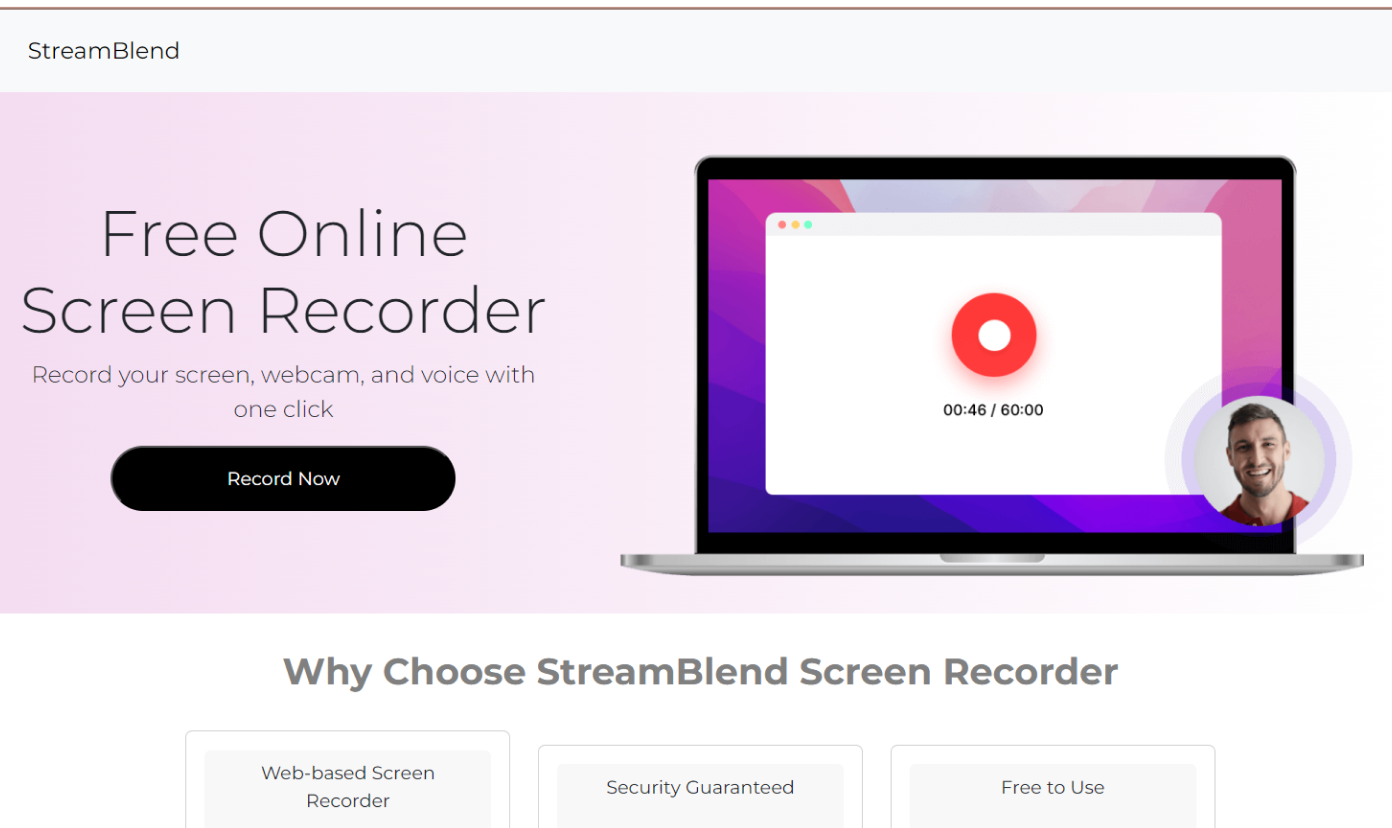 StreamBlend
Free Online
Screen Recorder
Record your screen, webcam, and voice with
one click
Record Now
00:46 / 60:00
Why Choose StreamBlend Screen Recorder
Web-based Screen
Recorder
Security Guaranteed
Free to Use